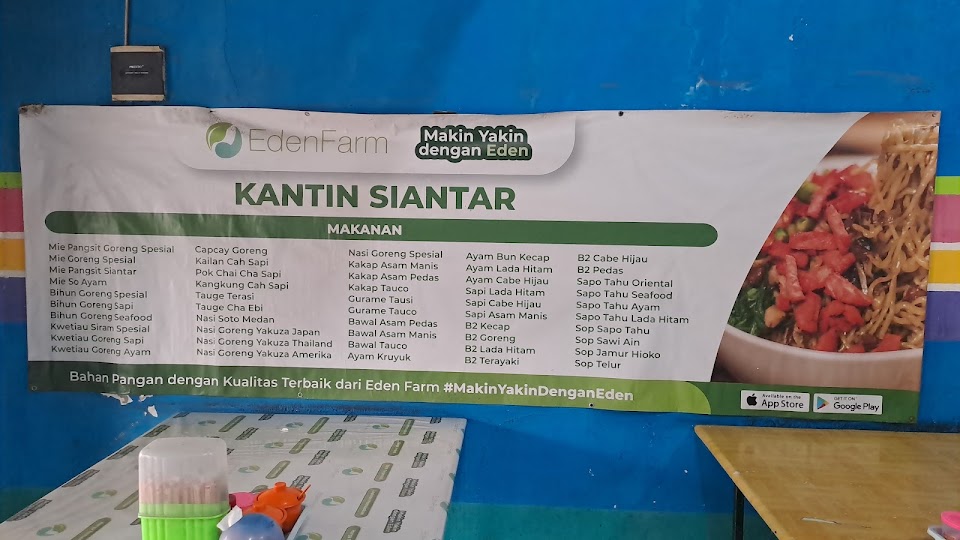 EdenFarm
Makin Yakin
dengan Eden
KANTIN SIANTAR
MAKANAN
Mie Pangsit Goreng Spesial
Mie Goreng Spesial
Mie Pangsit Siantar
Mie So Ayam
Bihun Goreng Spesial
Bihun Goreng Sapi
Bihun Goreng Seafood
Kwetiau Siram Spesial
Kwetiau Goreng Sapi
Kwetiau Goreng Ayam
Capcay Goreng
Kailan Cah Sapi
Pok Chai Cha Sapi
Kangkung Cah Sapi
Tauge Terasi
Tauge Cha Ebi
Nasi Soto Medan
Nasi Goreng Yakuza Japan
Nasi Goreng Yakuza Thailand
Nasi Goreng Yakuza Amerika
Nasi Goreng Spesial
Kakap Asam Manis
Kakap Asam Pedas
Kakap Tauco
Gurame Tausi
Gurame Tauco
Bawal Asam Pedas
Bawal Asam Manis
Bawal Tauco
Ayam Kruyuk
Ayam Bun Kecap
Ayam Lada Hitam
Ayam Cabe Hijau
Sapi Lada Hitam
Sapi Cabe Hijau
Sapi Asam Manis
B2 Kecap
B2 Goreng
B2 Lada Hitam
B2 Terayaki
B2 Cabe Hijau
B2 Pedas
Sapo Tahu Oriental
Sapo Tahu Seafood
Sapo Tahu Ayam
Sapo Tahu Lada Hitam
Sop Sapo Tahu
Sop Sawi Ain
Sop Jamur Hioko
Sop Telur
Bahan Pangan dengan Kualitas Terbaik dari Eden Farm #MakinYakinDenganEden
Available on the
App Store
GET IT ON
Google Play